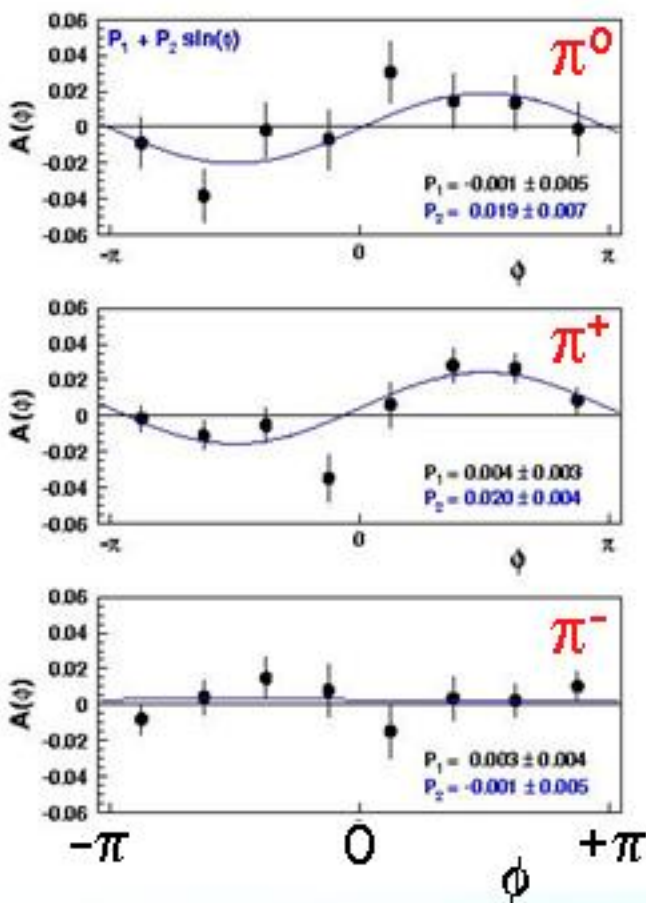 0.06
P₁ + P₂ sin(ϕ)
π⁰
0.04
0.02
A(ϕ)
0
-0.02
-0.04
P₁ = -0.001 ± 0.005
P₂ = 0.019 ± 0.007
-0.06
-π 0 π
ϕ
0.06
π⁺
0.04
0.02
A(ϕ)
0
-0.02
-0.04
P₁ = 0.004 ± 0.003
P₂ = 0.020 ± 0.004
-0.06
-π 0 π
ϕ
0.06
π⁻
0.04
0.02
A(ϕ)
0
-0.02
-0.04
P₁ = 0.003 ± 0.004
P₂ = -0.001 ± 0.005
-0.06
-π 0 +π
ϕ